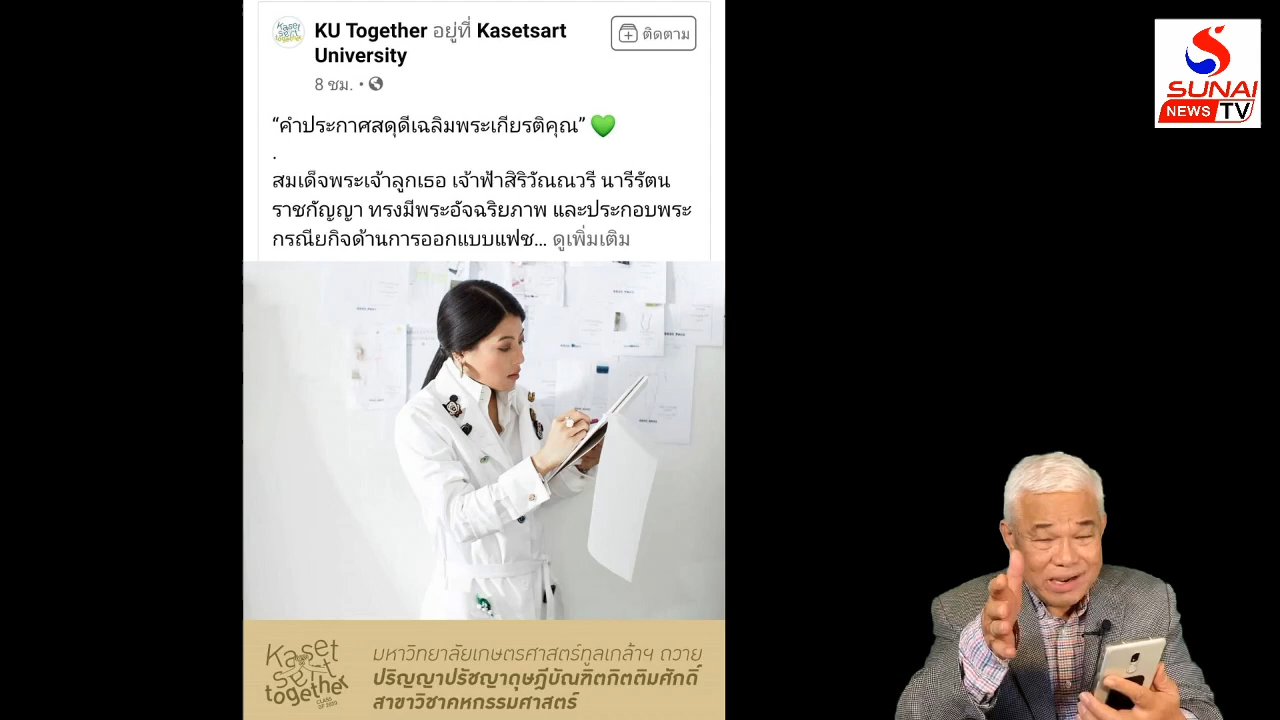 KU Together อยู่ที่ Kasetsart
University
ติดตาม
8 ชม.
“คำประกาศสดุดีเฉลิมพระเกียรติคุณ” 💚
.
สมเด็จพระเจ้าลูกเธอ เจ้าฟ้าสิริวัณณวรี นารีรัตน
ราชกัญญา ทรงมีพระอัจฉริยภาพ และประกอบพระ
กรณียกิจด้านการออกแบบแฟช... ดูเพิ่มเติม
Kaset
sart
together
CLASS
OF 2020
มหาวิทยาลัยเกษตรศาสตร์ทูลเกล้าฯ ถวาย
ปริญญาปรัชญาดุษฎีบัณฑิตกิตติมศักดิ์
สาขาวิชาคหกรรมศาสตร์
SUNAI
NEWS TV